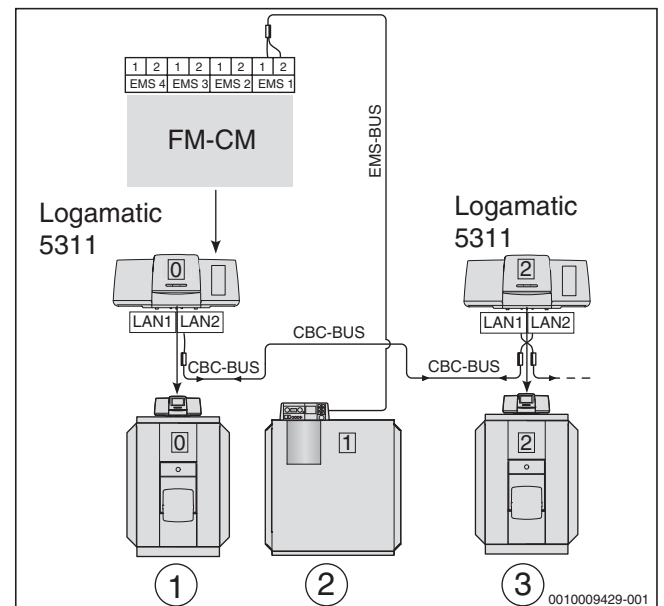 1 2 1 2 1 2 1 2
EMS 4 EMS 3 EMS 2 EMS 1
FM-CM
EMS-BUS
Logamatic
5311
Logamatic
5311
0
2
LAN1 LAN2
LAN1 LAN2
CBC-BUS
CBC-BUS
CBC-BUS
0
1
2
1
2
3
0010009429-001